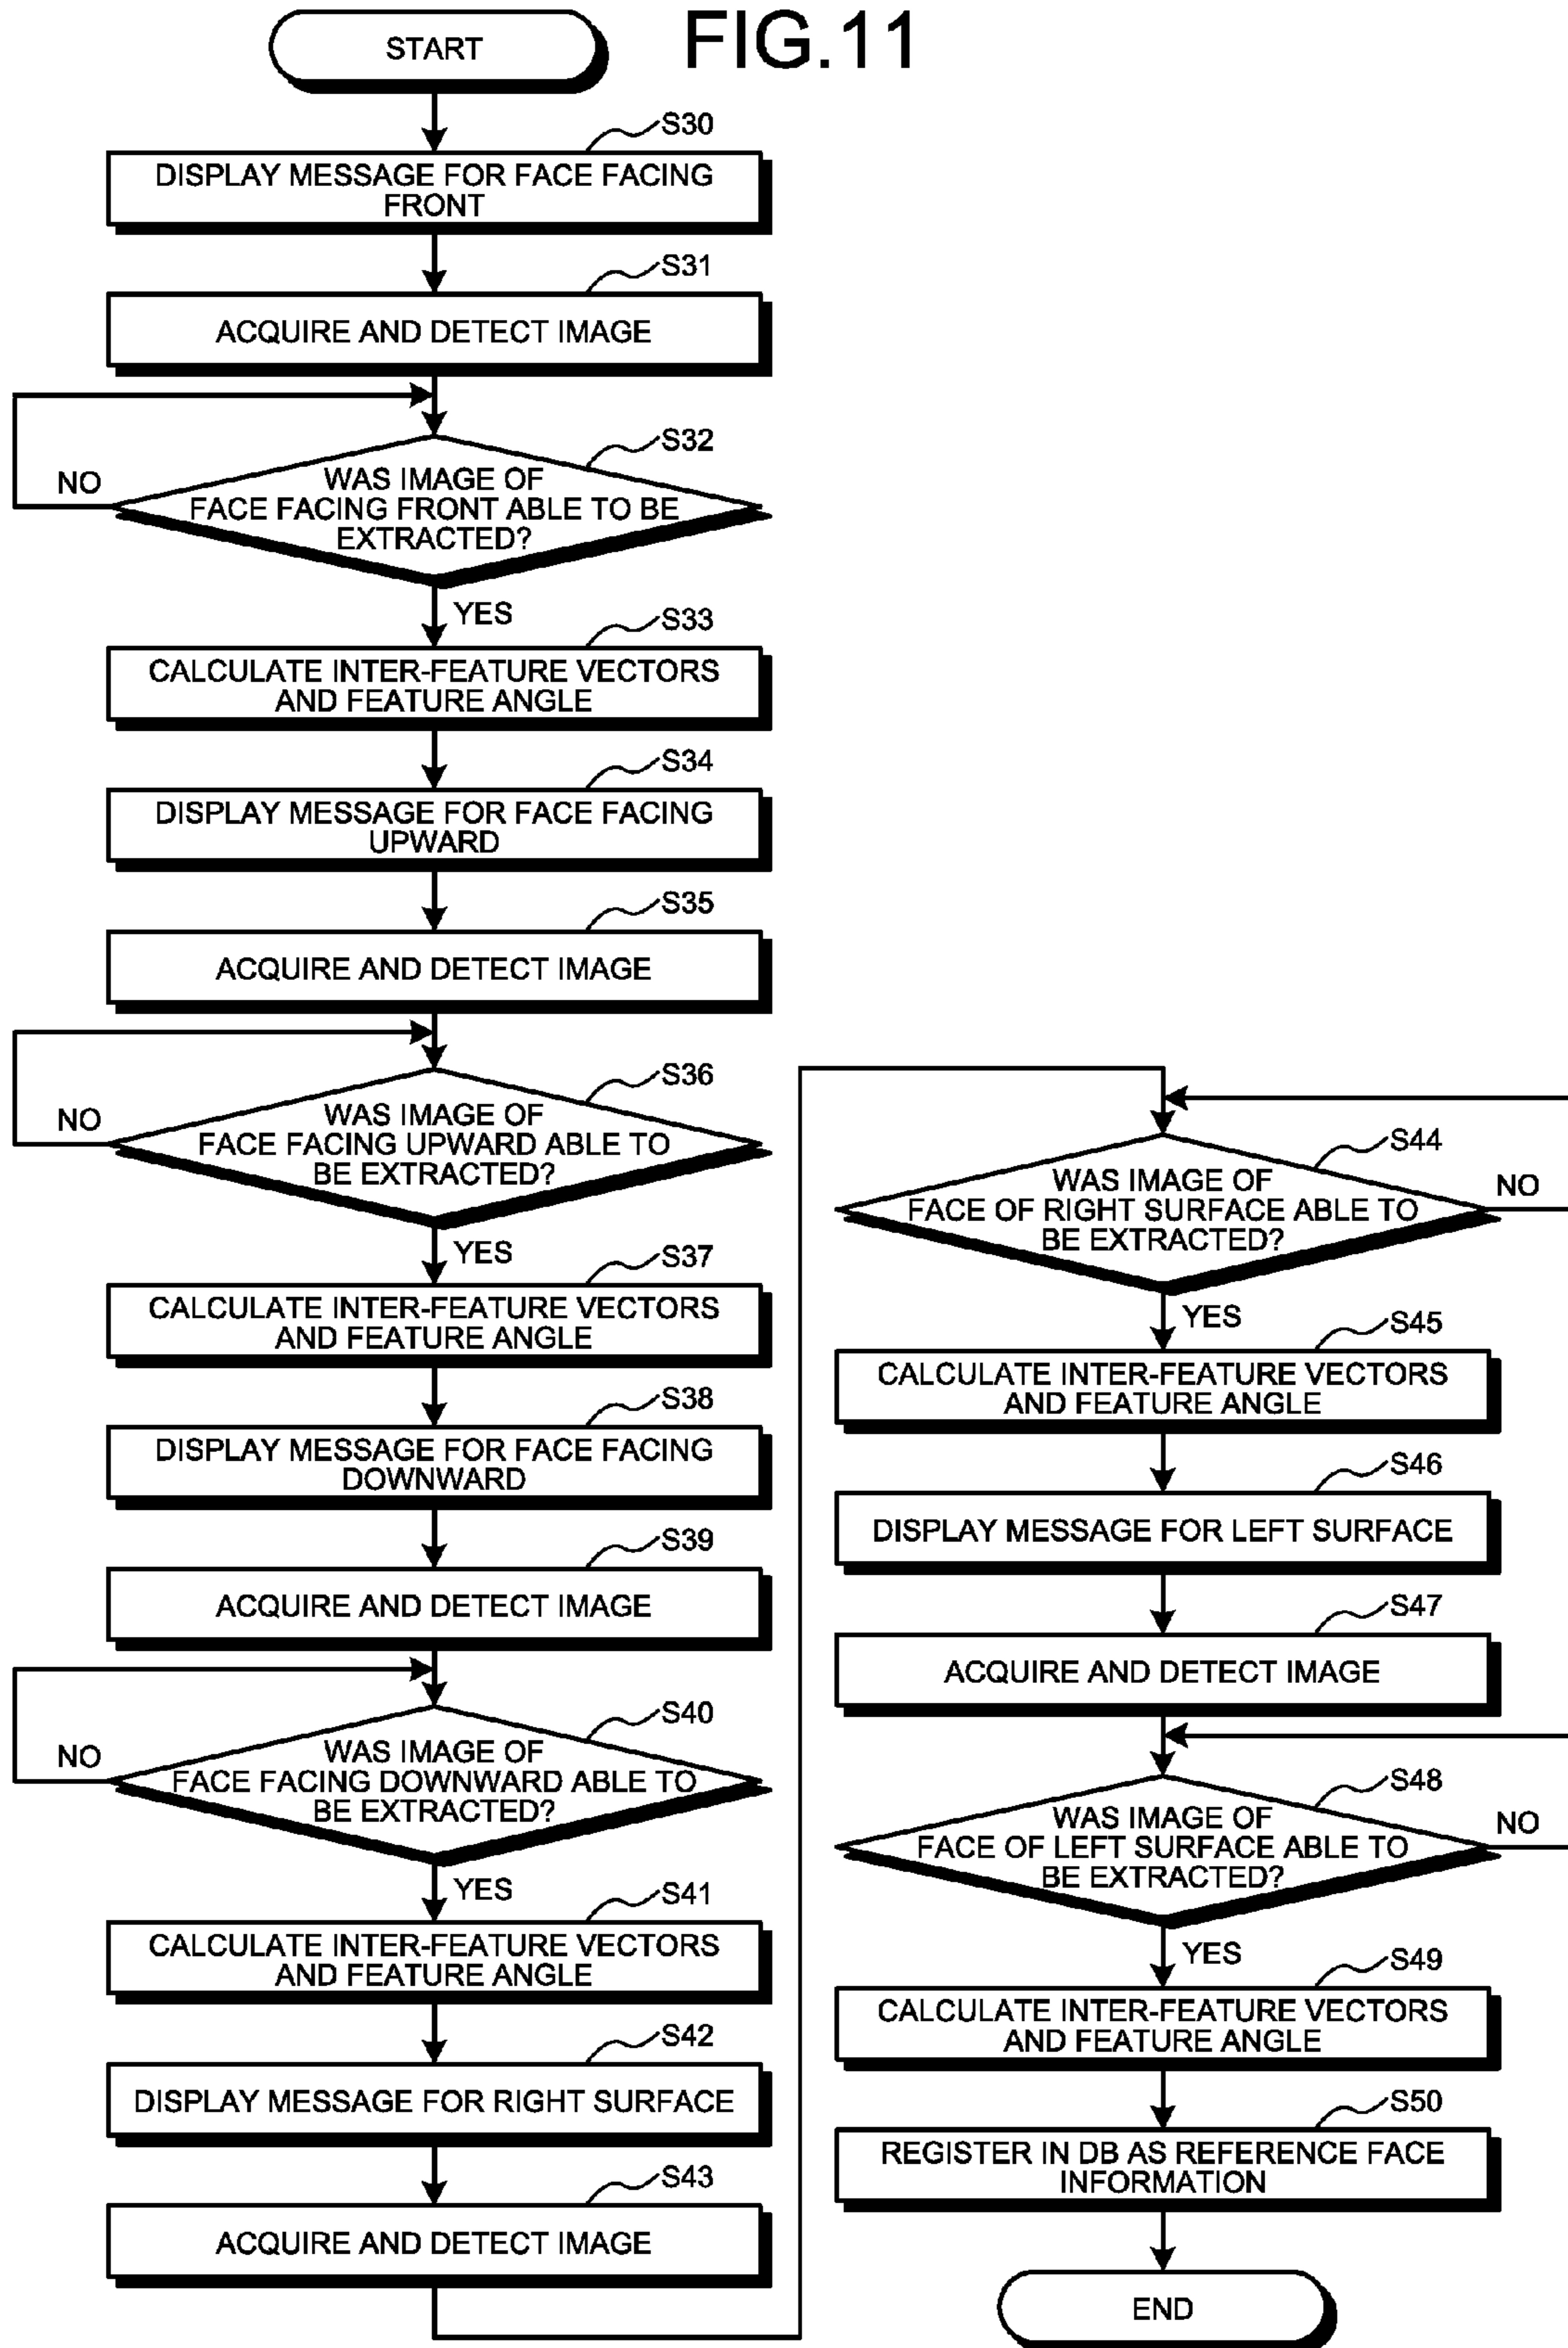 FIG.11
START
S30
DISPLAY MESSAGE FOR FACE FACING
FRONT
S31
ACQUIRE AND DETECT IMAGE
S32
WAS IMAGE OF
FACE FACING FRONT ABLE TO BE
EXTRACTED?
NO
YES
S33
CALCULATE INTER-FEATURE VECTORS
AND FEATURE ANGLE
S34
DISPLAY MESSAGE FOR FACE FACING
UPWARD
S35
ACQUIRE AND DETECT IMAGE
S36
WAS IMAGE OF
FACE FACING UPWARD ABLE TO
BE EXTRACTED?
NO
YES
S37
CALCULATE INTER-FEATURE VECTORS
AND FEATURE ANGLE
S38
DISPLAY MESSAGE FOR FACE FACING
DOWNWARD
S39
ACQUIRE AND DETECT IMAGE
S40
WAS IMAGE OF
FACE FACING DOWNWARD ABLE TO
BE EXTRACTED?
NO
YES
S41
CALCULATE INTER-FEATURE VECTORS
AND FEATURE ANGLE
S42
DISPLAY MESSAGE FOR RIGHT SURFACE
S43
ACQUIRE AND DETECT IMAGE
S44
WAS IMAGE OF
FACE OF RIGHT SURFACE ABLE TO
BE EXTRACTED?
NO
YES
S45
CALCULATE INTER-FEATURE VECTORS
AND FEATURE ANGLE
S46
DISPLAY MESSAGE FOR LEFT SURFACE
S47
ACQUIRE AND DETECT IMAGE
S48
WAS IMAGE OF
FACE OF LEFT SURFACE ABLE TO
BE EXTRACTED?
NO
YES
S49
CALCULATE INTER-FEATURE VECTORS
AND FEATURE ANGLE
S50
REGISTER IN DB AS REFERENCE FACE
INFORMATION
END